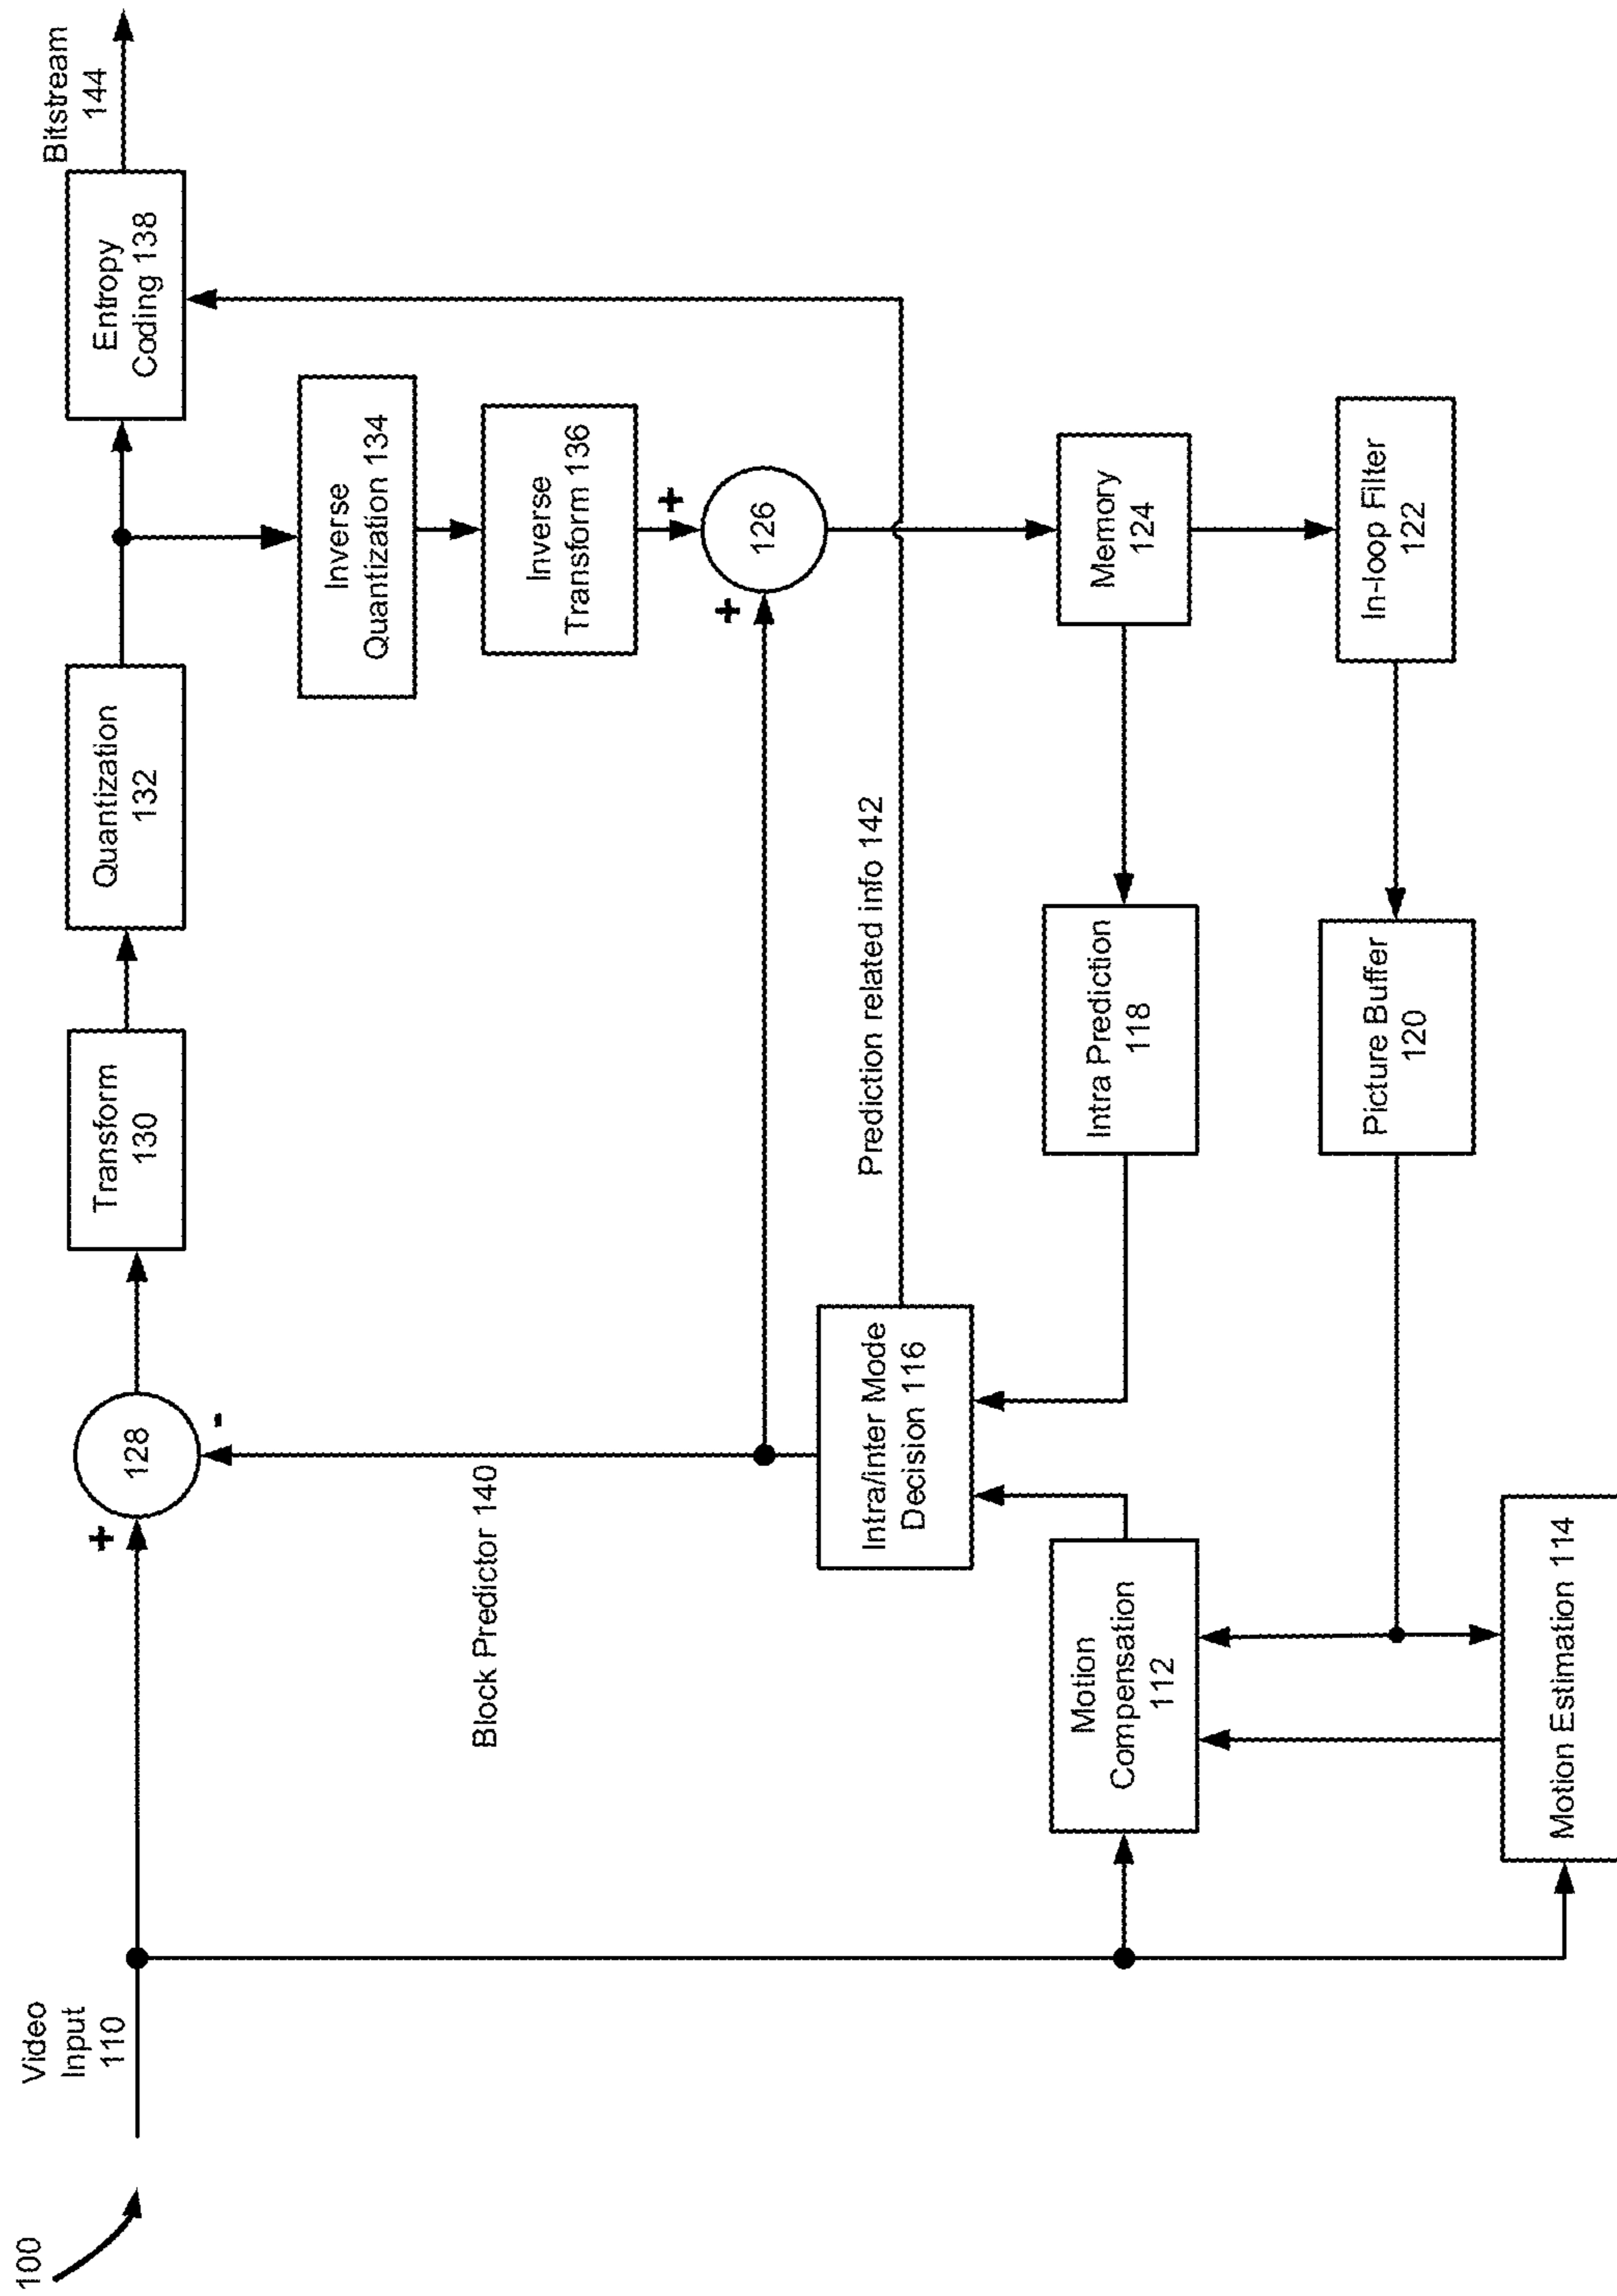 100
Video
Input
110
+
128
-
Transform
130
Quantization
132
Entropy
Coding 138
Bitstream
144
Inverse
Quantization 134
Inverse
Transform 136
+
+
126
Block Predictor 140
Intra/inter Mode
Decision 116
Prediction related info 142
Motion
Compensation
112
Intra Prediction
118
Memory
124
Motion Estimation 114
Picture Buffer
120
In-loop Filter
122